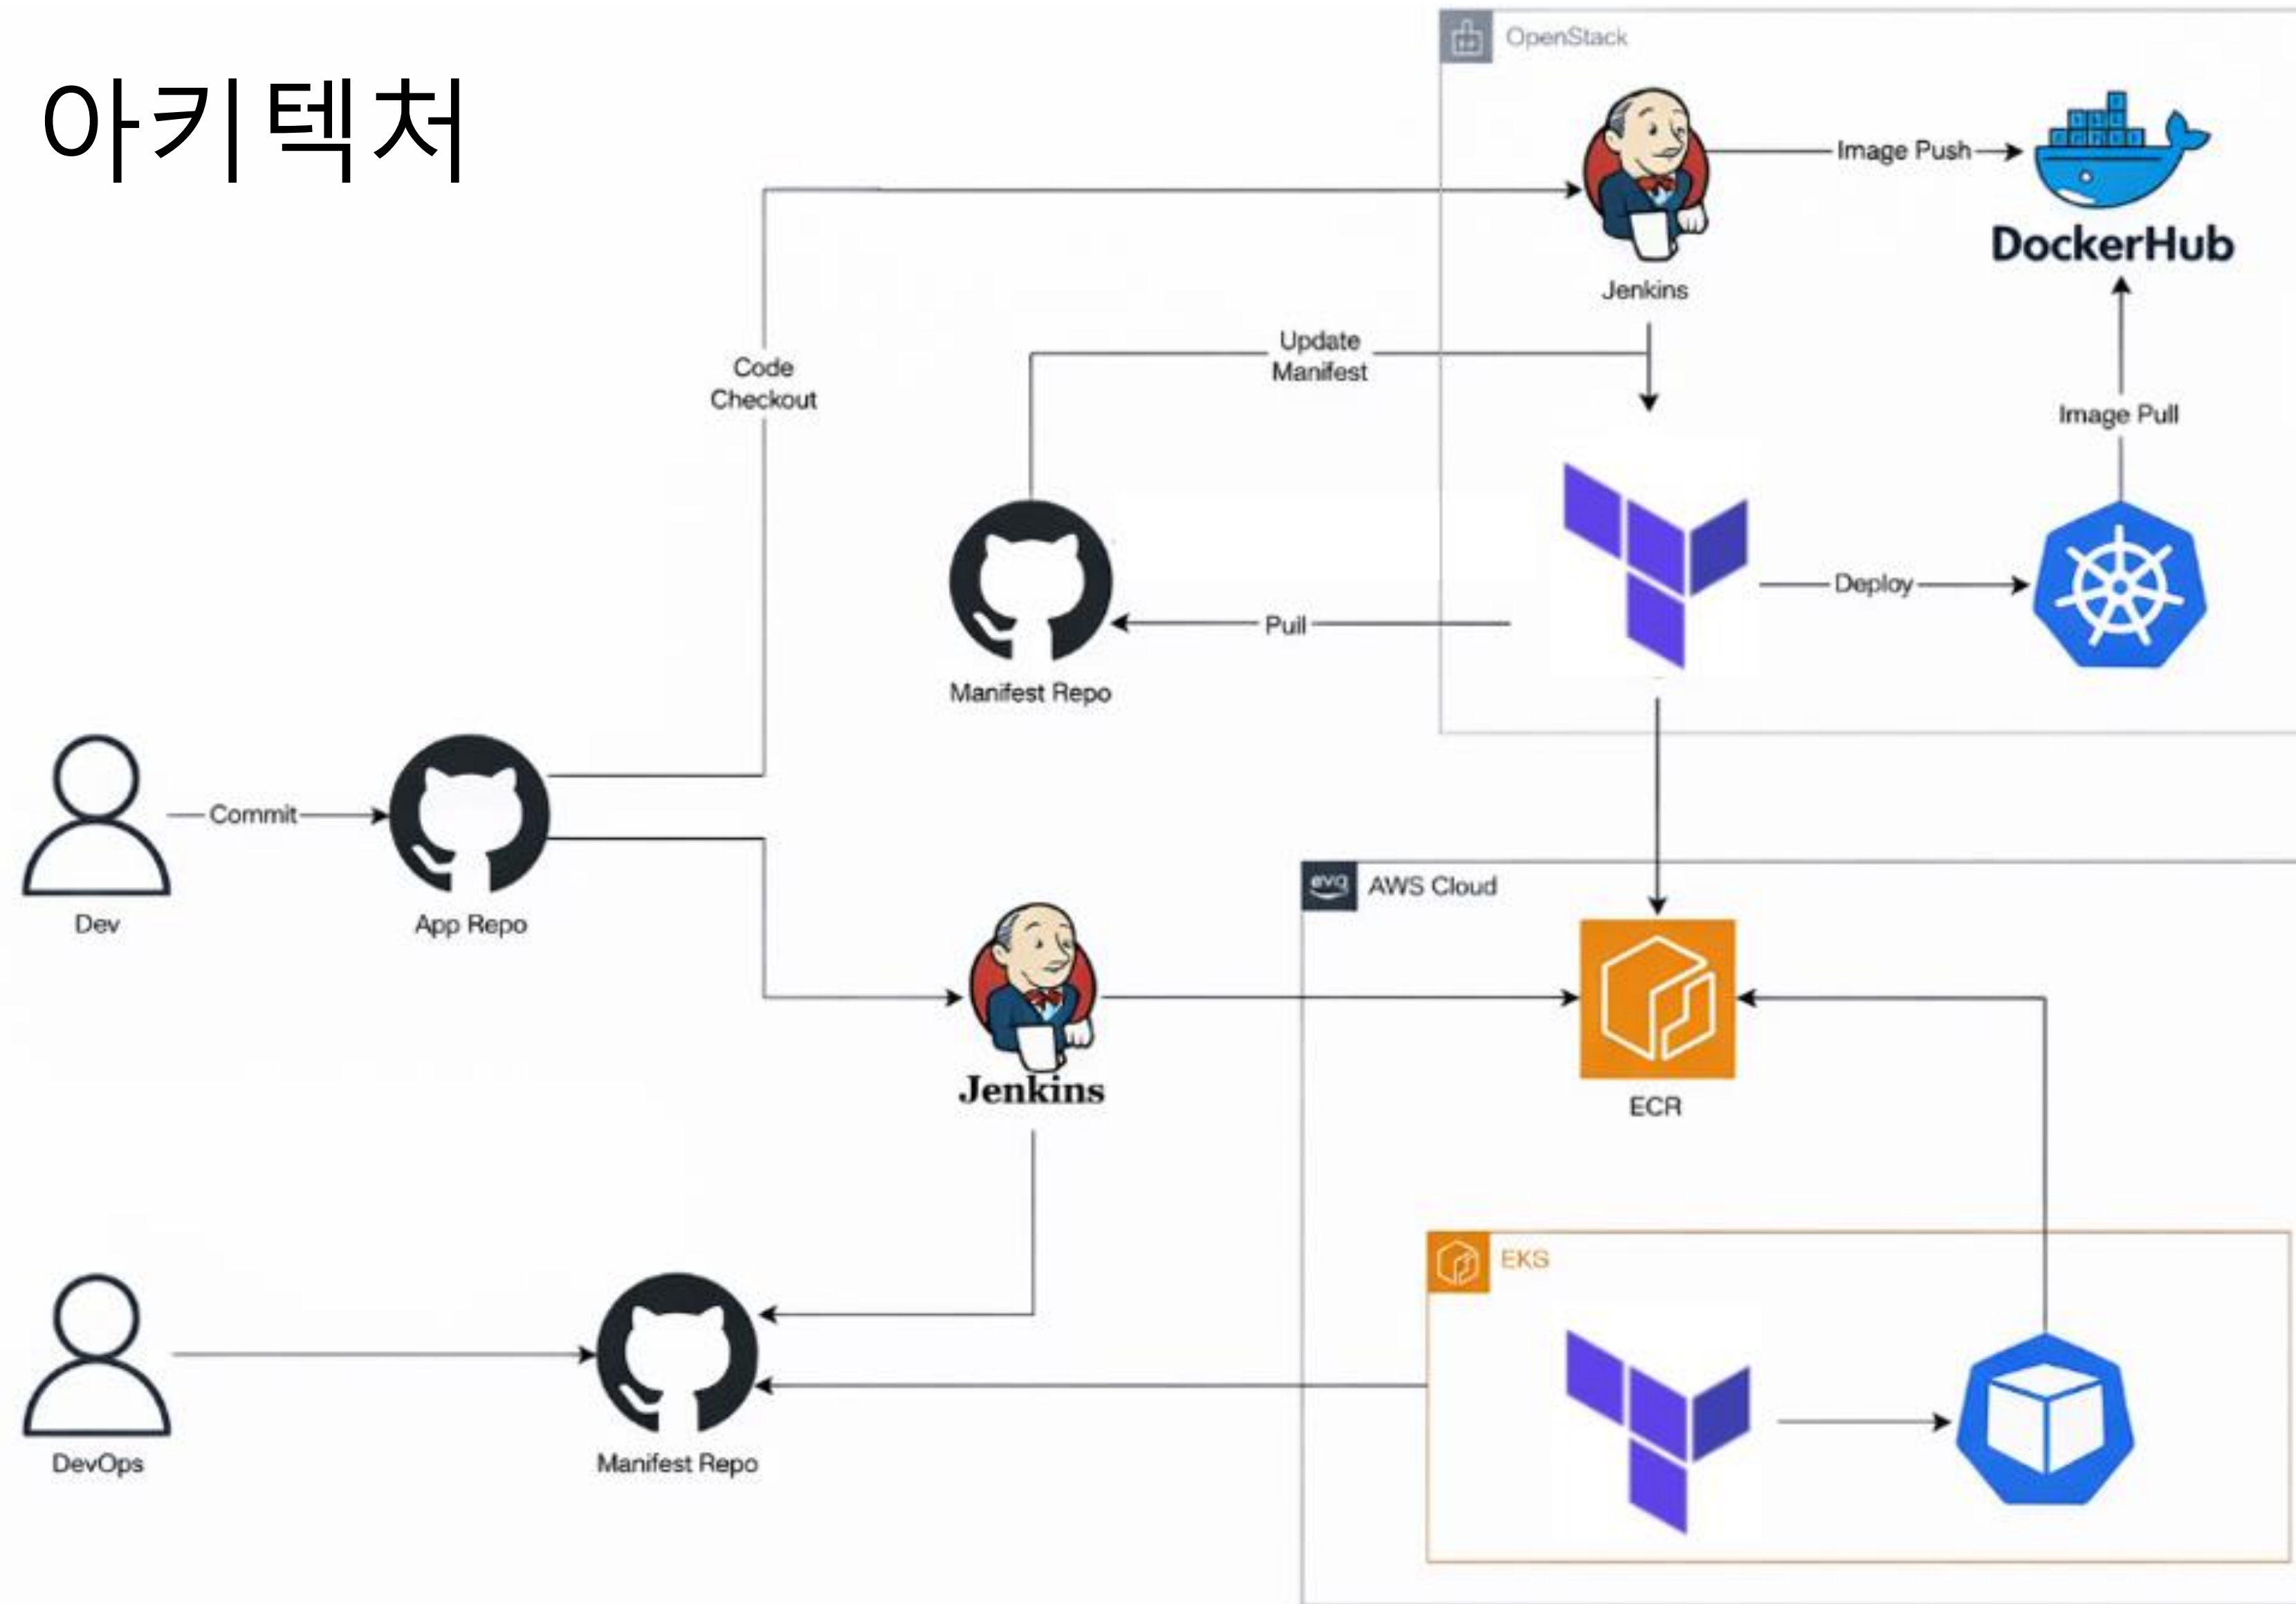 아키텍처
OpenStack
Image Push
DockerHub
Jenkins
Update
Manifest
Code
Checkout
Image Pull
Deploy
Pull
Manifest Repo
Commit
Dev
App Repo
AWS Cloud
Jenkins
ECR
EKS
DevOps
Manifest Repo